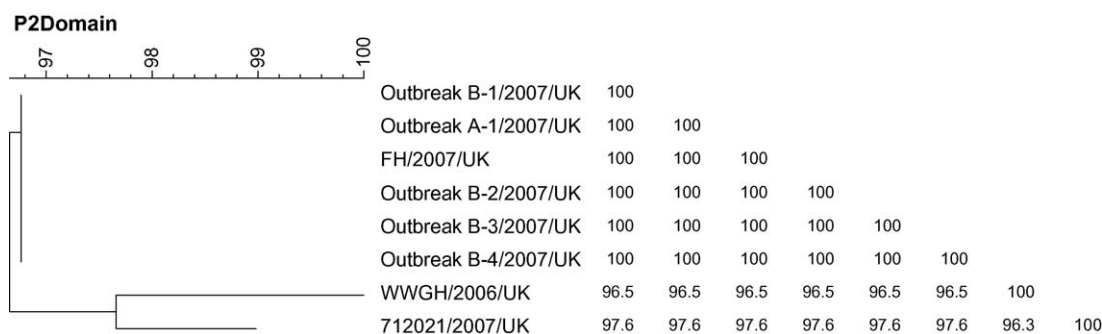 P2Domain
97 98 99 100
Outbreak B-1/2007/UK 100
Outbreak A-1/2007/UK 100 100
FH/2007/UK 100 100 100
Outbreak B-2/2007/UK 100 100 100 100
Outbreak B-3/2007/UK 100 100 100 100 100
Outbreak B-4/2007/UK 100 100 100 100 100 100
WWGH/2006/UK 96.5 96.5 96.5 96.5 96.5 96.5 100
712021/2007/UK 97.6 97.6 97.6 97.6 97.6 97.6 96.3 100